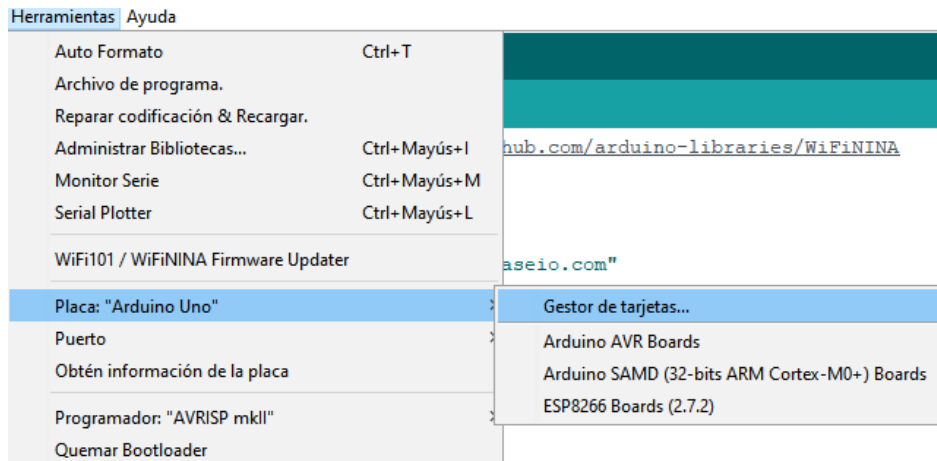 Herramientas Ayuda
Auto Formato Ctrl+T
Archivo de programa.
Reparar codificación & Recargar.
Administrar Bibliotecas... Ctrl+Mayús+I
hub.com/arduino-libraries/WiFiNINA
Monitor Serie Ctrl+Mayús+M
Serial Plotter Ctrl+Mayús+L
WiFi101 / WiFiNINA Firmware Updater
aseio.com"
Placa: "Arduino Uno"
Gestor de tarjetas...
Puerto
Arduino AVR Boards
Obtén información de la placa
Arduino SAMD (32-bits ARM Cortex-M0+) Boards
ESP8266 Boards (2.7.2)
Programador: "AVRISP mkII"
Quemar Bootloader